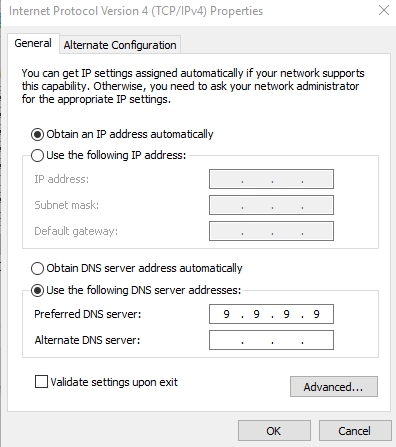 Internet Protocol Version 4 (TCP/IPv4) Properties
General
Alternate Configuration
You can get IP settings assigned automatically if your network supports
this capability. Otherwise, you need to ask your network administrator
for the appropriate IP settings.
Obtain an IP address automatically
Use the following IP address:
IP address:
. . .
Subnet mask:
. . .
Default gateway:
. . .
Obtain DNS server address automatically
Use the following DNS server addresses:
Preferred DNS server:
9 . 9 . 9 . 9
Alternate DNS server:
. . .
Validate settings upon exit
Advanced...
OK
Cancel